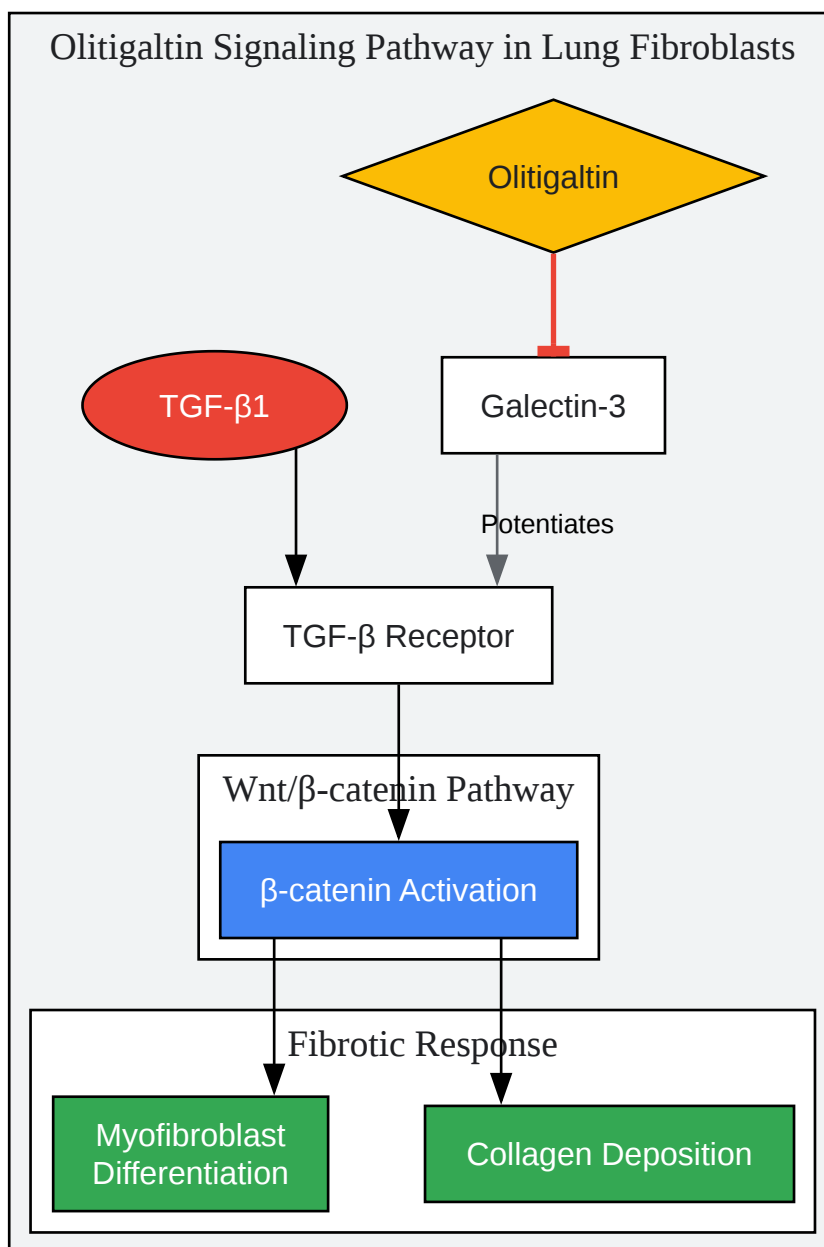 Olitigaltin Signaling Pathway in Lung Fibroblasts
Olitigaltin
TGF-β1
Galectin-3
Potentiates
TGF-β Receptor
Wnt/β-catenin Pathway
β-catenin Activation
Fibrotic Response
Myofibroblast
Differentiation
Collagen Deposition